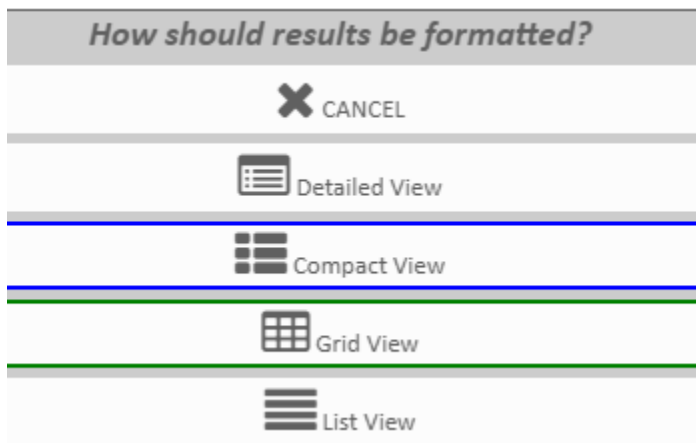 How should results be formatted?
CANCEL
Detailed View
Compact View
Grid View
List View